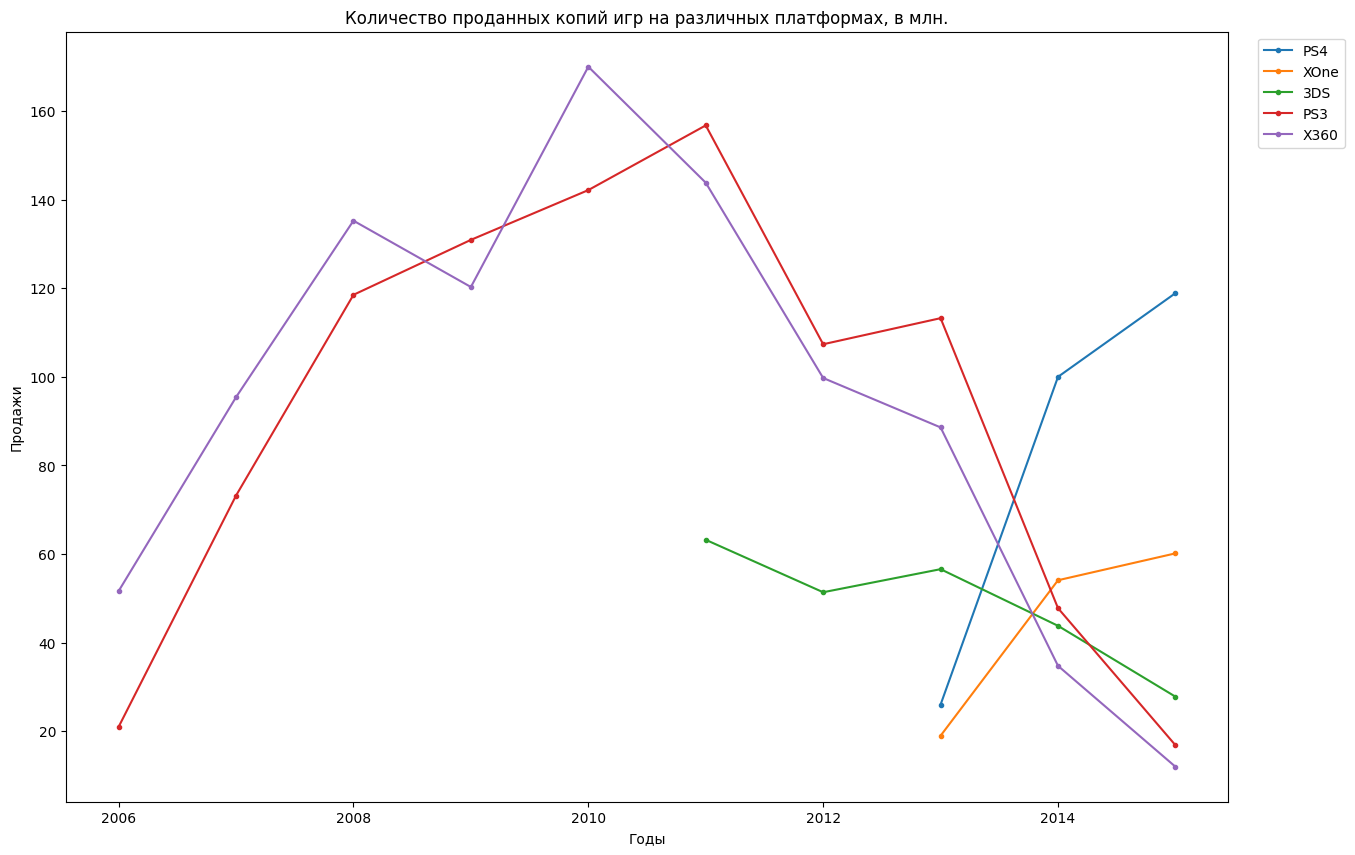 Количество проданных копий игр на различных платформах, в млн.
PS4
XOne
3DS
PS3
X360
Продажи
160
140
120
100
80
60
40
20
2006
2008
2010
2012
2014
Годы